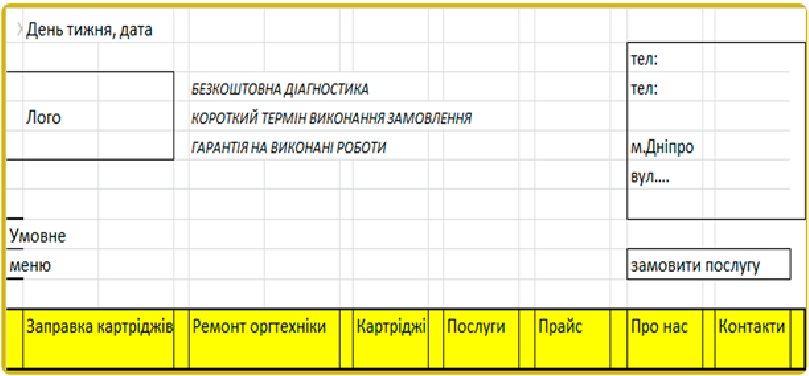 День тижня, дата
тел:
БЕЗКОШТОВНА ДІАГНОСТИКА
тел:
Лого
КОРОТКИЙ ТЕРМІН ВИКОНАННЯ ЗАМОВЛЕННЯ
ГАРАНТІЯ НА ВИКОНАНІ РОБОТИ
м.Дніпро
вул....
Умовне
меню
замовити послугу
Заправка картріджів
Ремонт оргтехніки
Картріджі
Послуги
Прайс
Про нас
Контакти